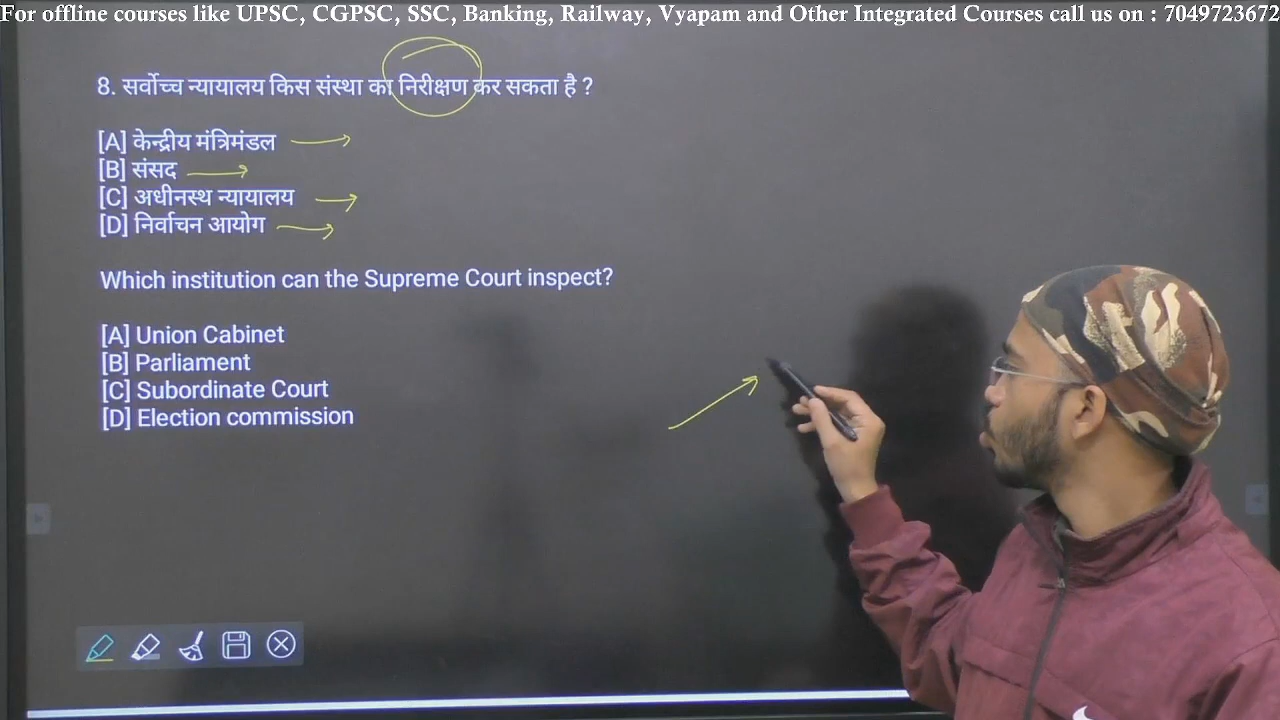 For offline courses like UPSC, CGPSC, SSC, Banking, Railway, Vyapam and Other Integrated Courses call us on : 7049723672
8. सर्वोच्च न्यायालय किस संस्था का निरीक्षण कर सकता है ?
[A] केन्द्रीय मंत्रिमंडल
[B] संसद
[C] अधीनस्थ न्यायालय
[D] निर्वाचन आयोग
Which institution can the Supreme Court inspect?
[A] Union Cabinet
[B] Parliament
[C] Subordinate Court
[D] Election commission